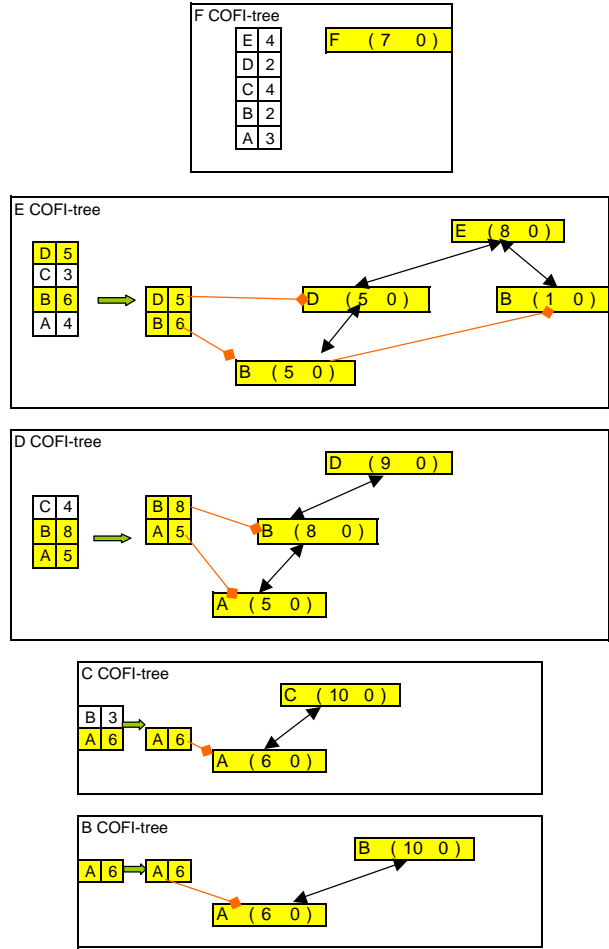 F COFI-tree
E 4 F ( 7 0 )
D 2
C 4
B 2
A 3
E COFI-tree
E ( 8 0 )
D 5
C 3
B 6 D 5 D ( 5 0 ) B ( 1 0 )
A 4 B 6
B ( 5 0 )
D COFI-tree
D ( 9 0 )
C 4 B 8
B 8 A 5 B ( 8 0 )
A 5
A ( 5 0 )
C COFI-tree
C ( 10 0 )
B 3
A 6 A 6
A ( 6 0 )
B COFI-tree
B ( 10 0 )
A 6 A 6
A ( 6 0 )